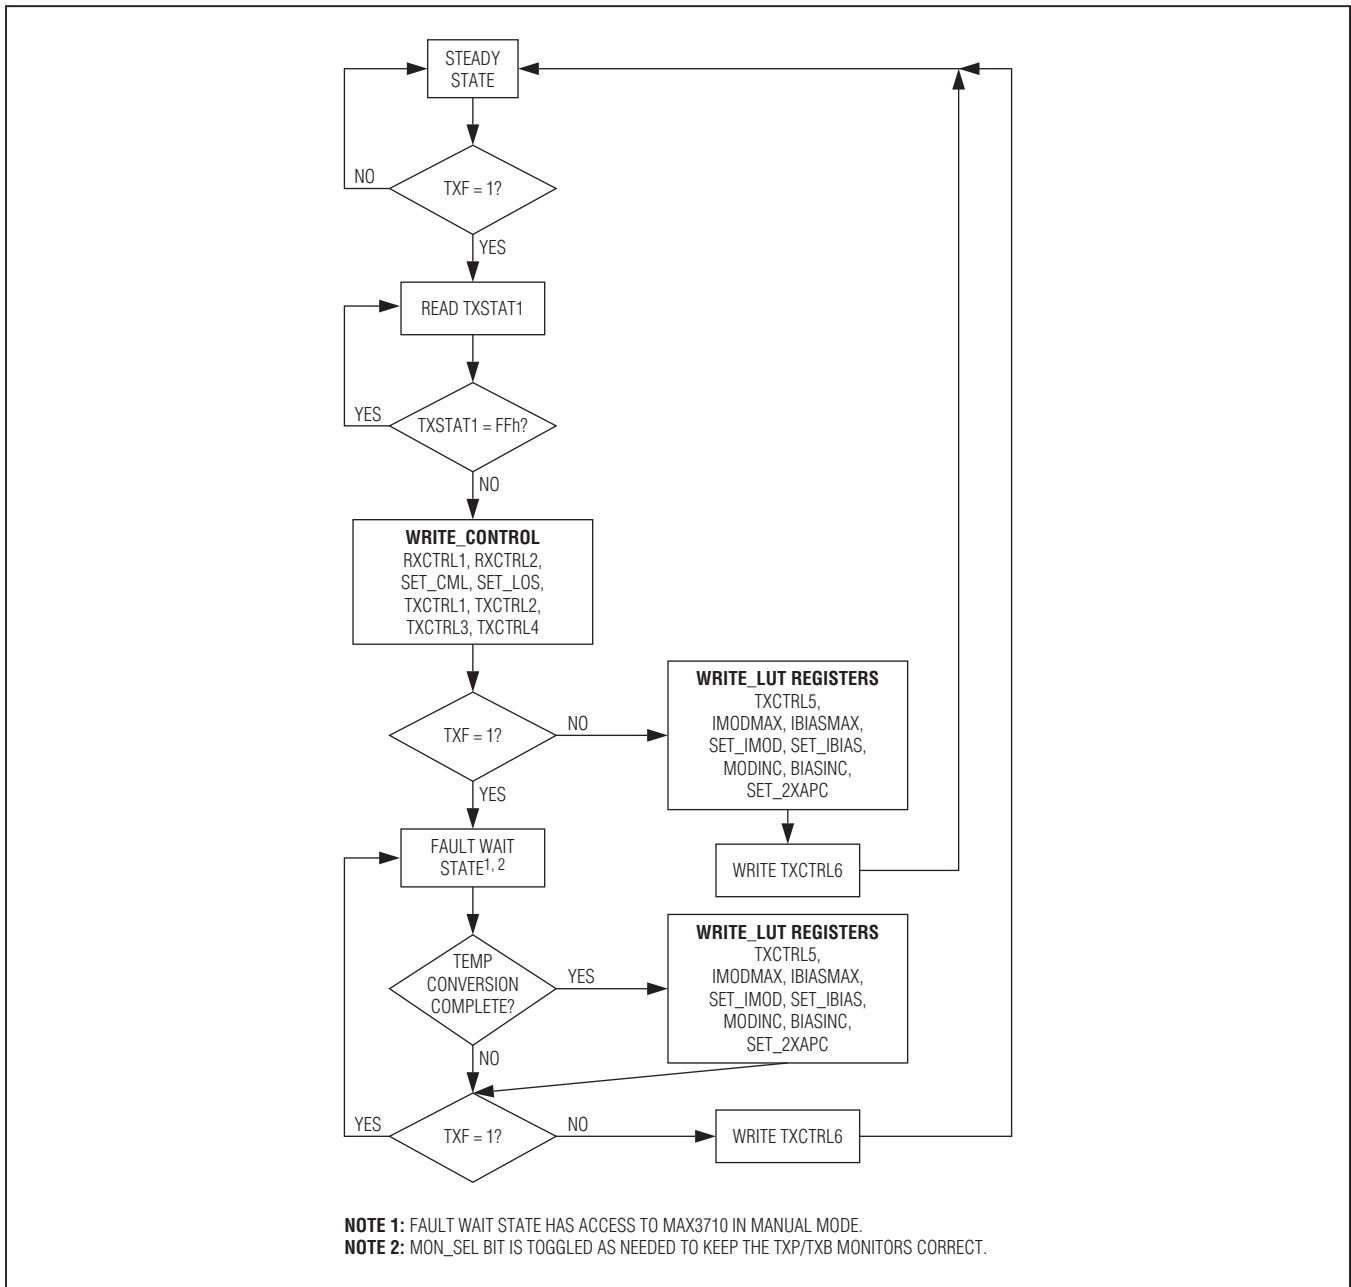 STEADY
STATE
NO
TXF = 1?
YES
READ TXSTAT1
YES
TXSTAT1 = FFh?
NO
WRITE_CONTROL
RXCTRL1, RXCTRL2,
SET_CML, SET_LOS,
TXCTRL1, TXCTRL2,
TXCTRL3, TXCTRL4
TXF = 1?
NO
WRITE_LUT REGISTERS
TXCTRL5,
IMODMAX, IBIASMAX,
SET_IMOD, SET_IBIAS,
MODINC, BIASINC,
SET_2XAPC
YES
FAULT WAIT
STATE1, 2
WRITE TXCTRL6
TEMP
CONVERSION
COMPLETE?
YES
WRITE_LUT REGISTERS
TXCTRL5,
IMODMAX, IBIASMAX,
SET_IMOD, SET_IBIAS,
MODINC, BIASINC,
SET_2XAPC
NO
YES
TXF = 1?
NO
WRITE TXCTRL6
NOTE 1: FAULT WAIT STATE HAS ACCESS TO MAX3710 IN MANUAL MODE.
NOTE 2: MON_SEL BIT IS TOGGLED AS NEEDED TO KEEP THE TXP/TXB MONITORS CORRECT.